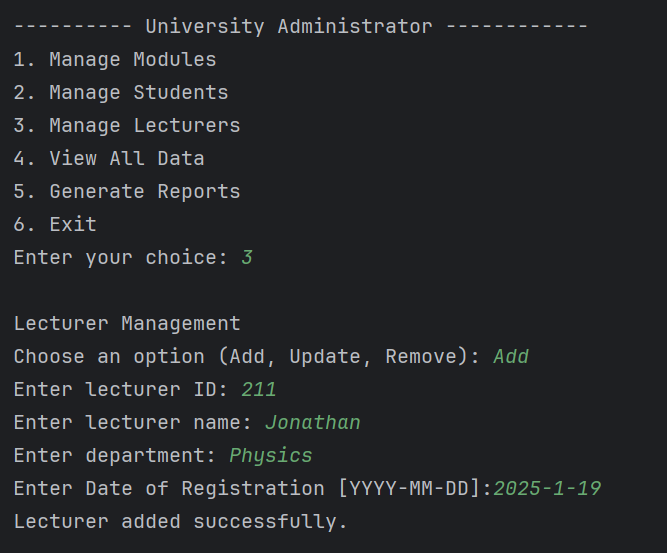 ---------- University Administrator ------------
1. Manage Modules
2. Manage Students
3. Manage Lecturers
4. View All Data
5. Generate Reports
6. Exit
Enter your choice: 3
Lecturer Management
Choose an option (Add, Update, Remove): Add
Enter lecturer ID: 211
Enter lecturer name: Jonathan
Enter department: Physics
Enter Date of Registration [YYYY-MM-DD]:2025-1-19
Lecturer added successfully.